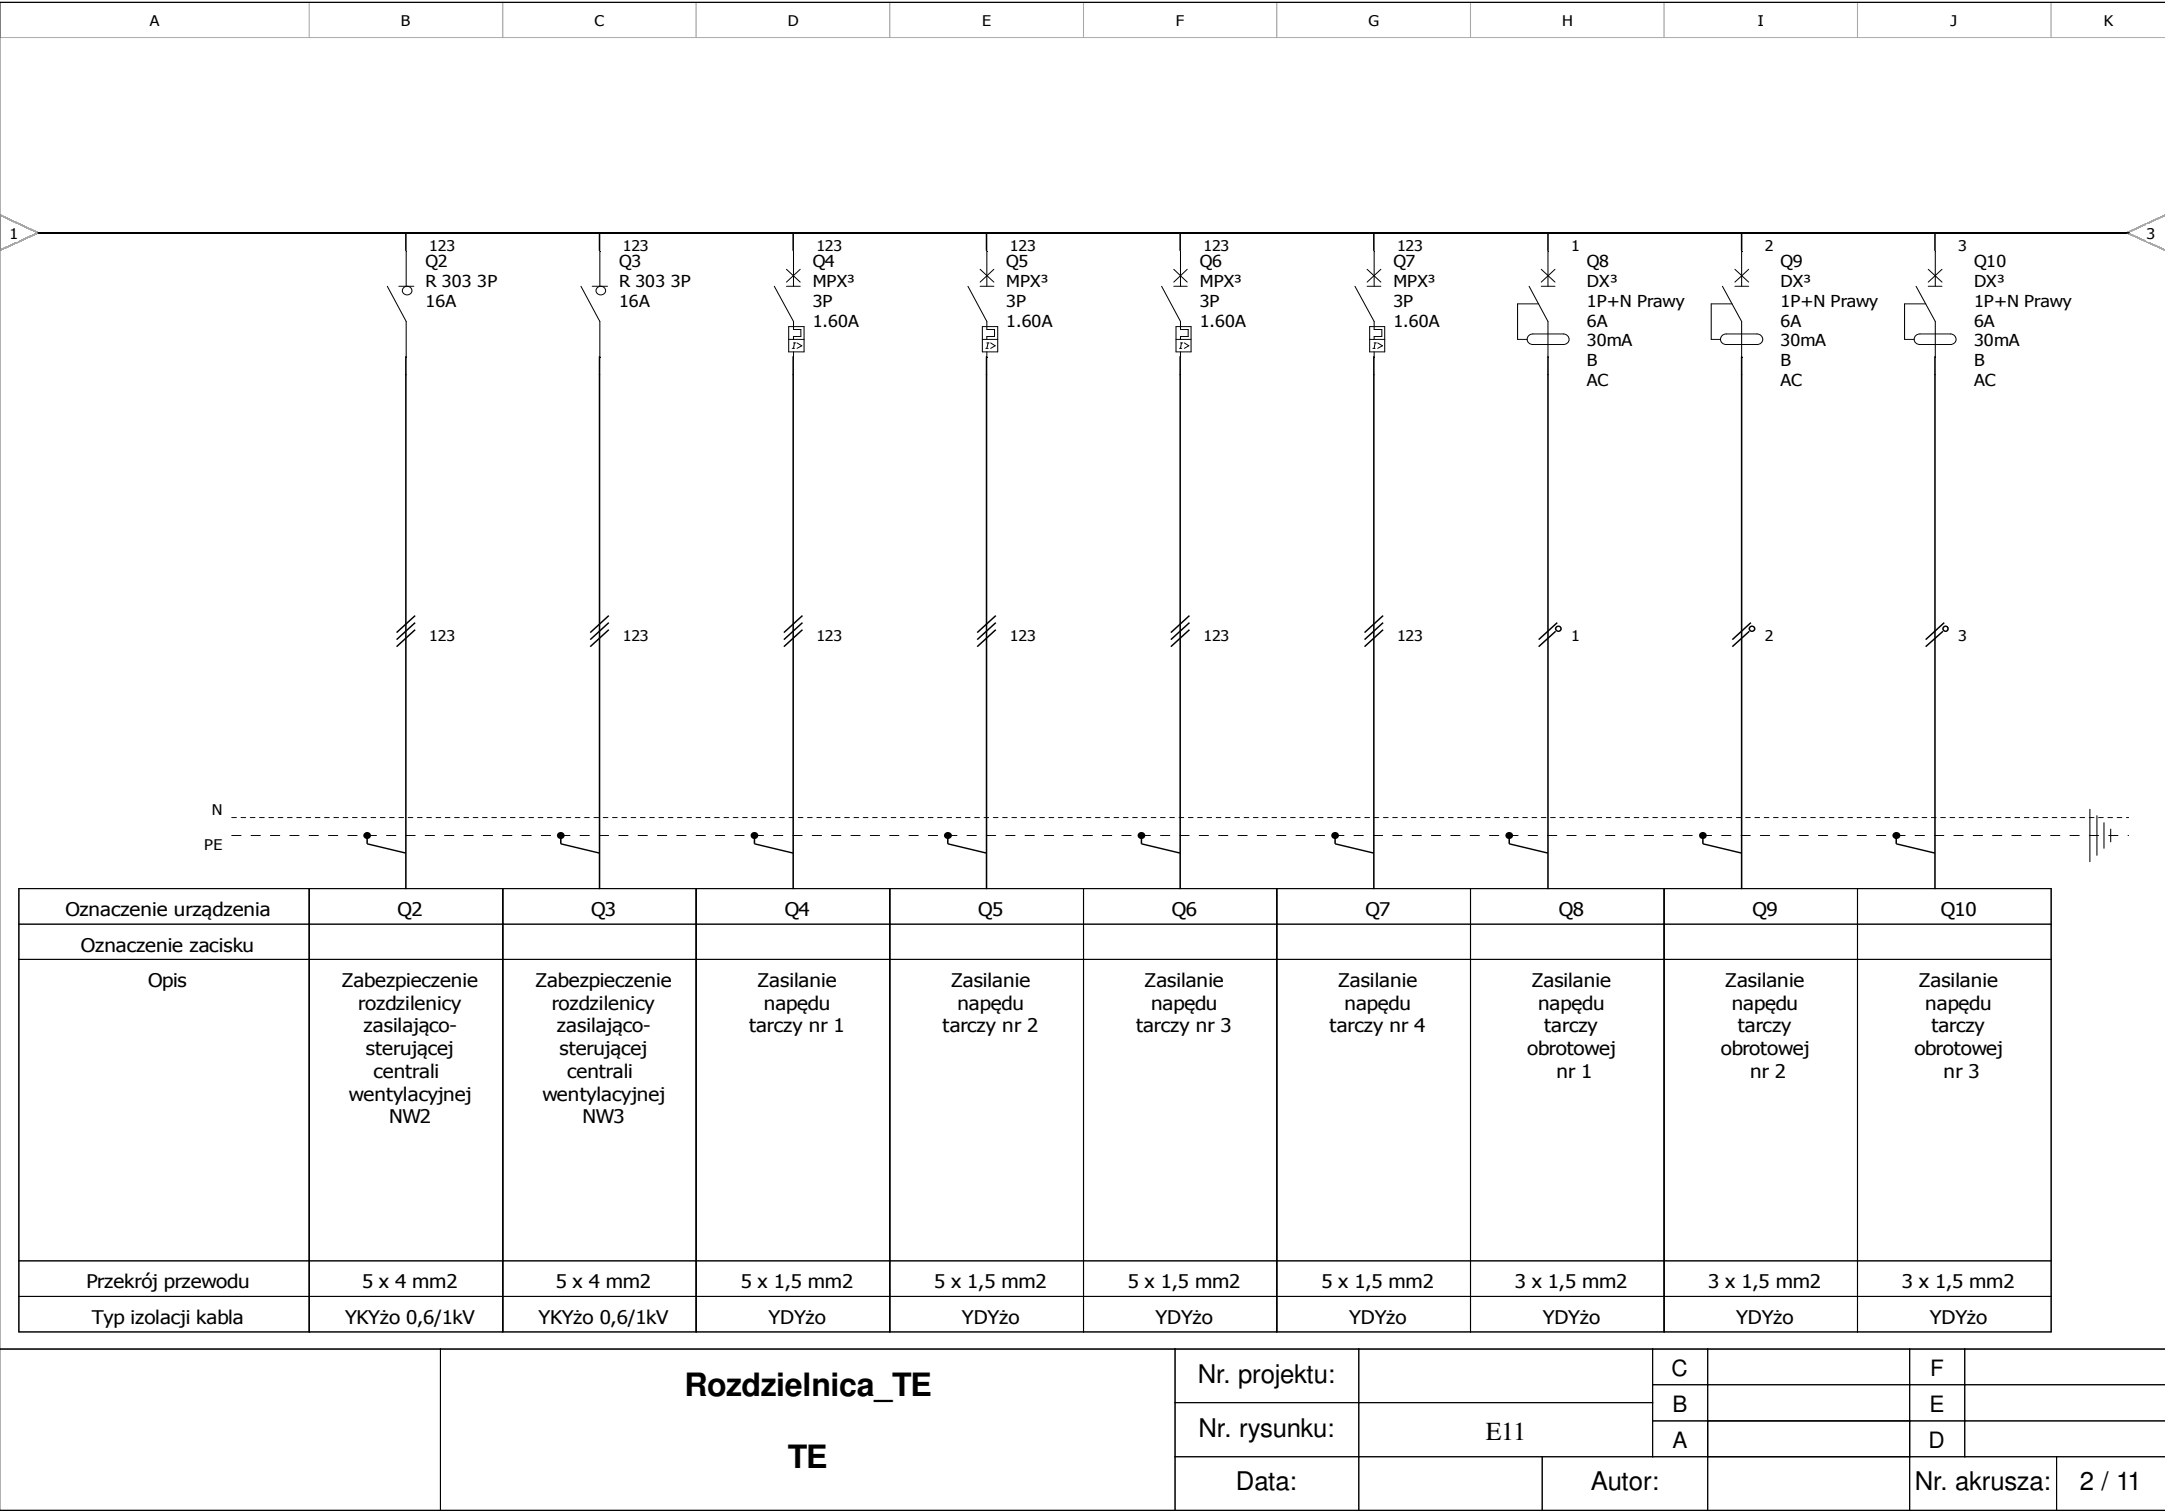 A B C D E F G H I J K
1
3
123
Q2
R 303 3P
16A
123
Q3
R 303 3P
16A
123
Q4
MPX³
3P
1.60A
123
Q5
MPX³
3P
1.60A
123
Q6
MPX³
3P
1.60A
123
Q7
MPX³
3P
1.60A
1
Q8
DX³
1P+N Prawy
6A
30mA
B
AC
2
Q9
DX³
1P+N Prawy
6A
30mA
B
AC
3
Q10
DX³
1P+N Prawy
6A
30mA
B
AC
I>
I>
I>
I>
123 123 123 123 123 123 1 2 3
N
PE
Oznaczenie urządzenia Q2 Q3 Q4 Q5 Q6 Q7 Q8 Q9 Q10
Oznaczenie zacisku
Opis
Zabezpieczenie
rozdzilenicy
zasilająco-
sterującej
centrali
wentylacyjnej
NW2
Zabezpieczenie
rozdzilenicy
zasilająco-
sterującej
centrali
wentylacyjnej
NW3
Zasilanie
napędu
tarczy nr 1
Zasilanie
napędu
tarczy nr 2
Zasilanie
napędu
tarczy nr 3
Zasilanie
napędu
tarczy nr 4
Zasilanie
napędu
tarczy
obrotowej
nr 1
Zasilanie
napędu
tarczy
obrotowej
nr 2
Zasilanie
napędu
tarczy
obrotowej
nr 3
Przekrój przewodu 5 x 4 mm2 5 x 4 mm2 5 x 1,5 mm2 5 x 1,5 mm2 5 x 1,5 mm2 5 x 1,5 mm2 3 x 1,5 mm2 3 x 1,5 mm2 3 x 1,5 mm2
Typ izolacji kabla YKYżo 0,6/1kV YKYżo 0,6/1kV YDYżo YDYżo YDYżo YDYżo YDYżo YDYżo YDYżo
Rozdzielnica_TE
TE
Nr. projektu:
Nr. rysunku: E11
Data: Autor:
C F
B E
A D
Nr. akrusza: 2 / 11